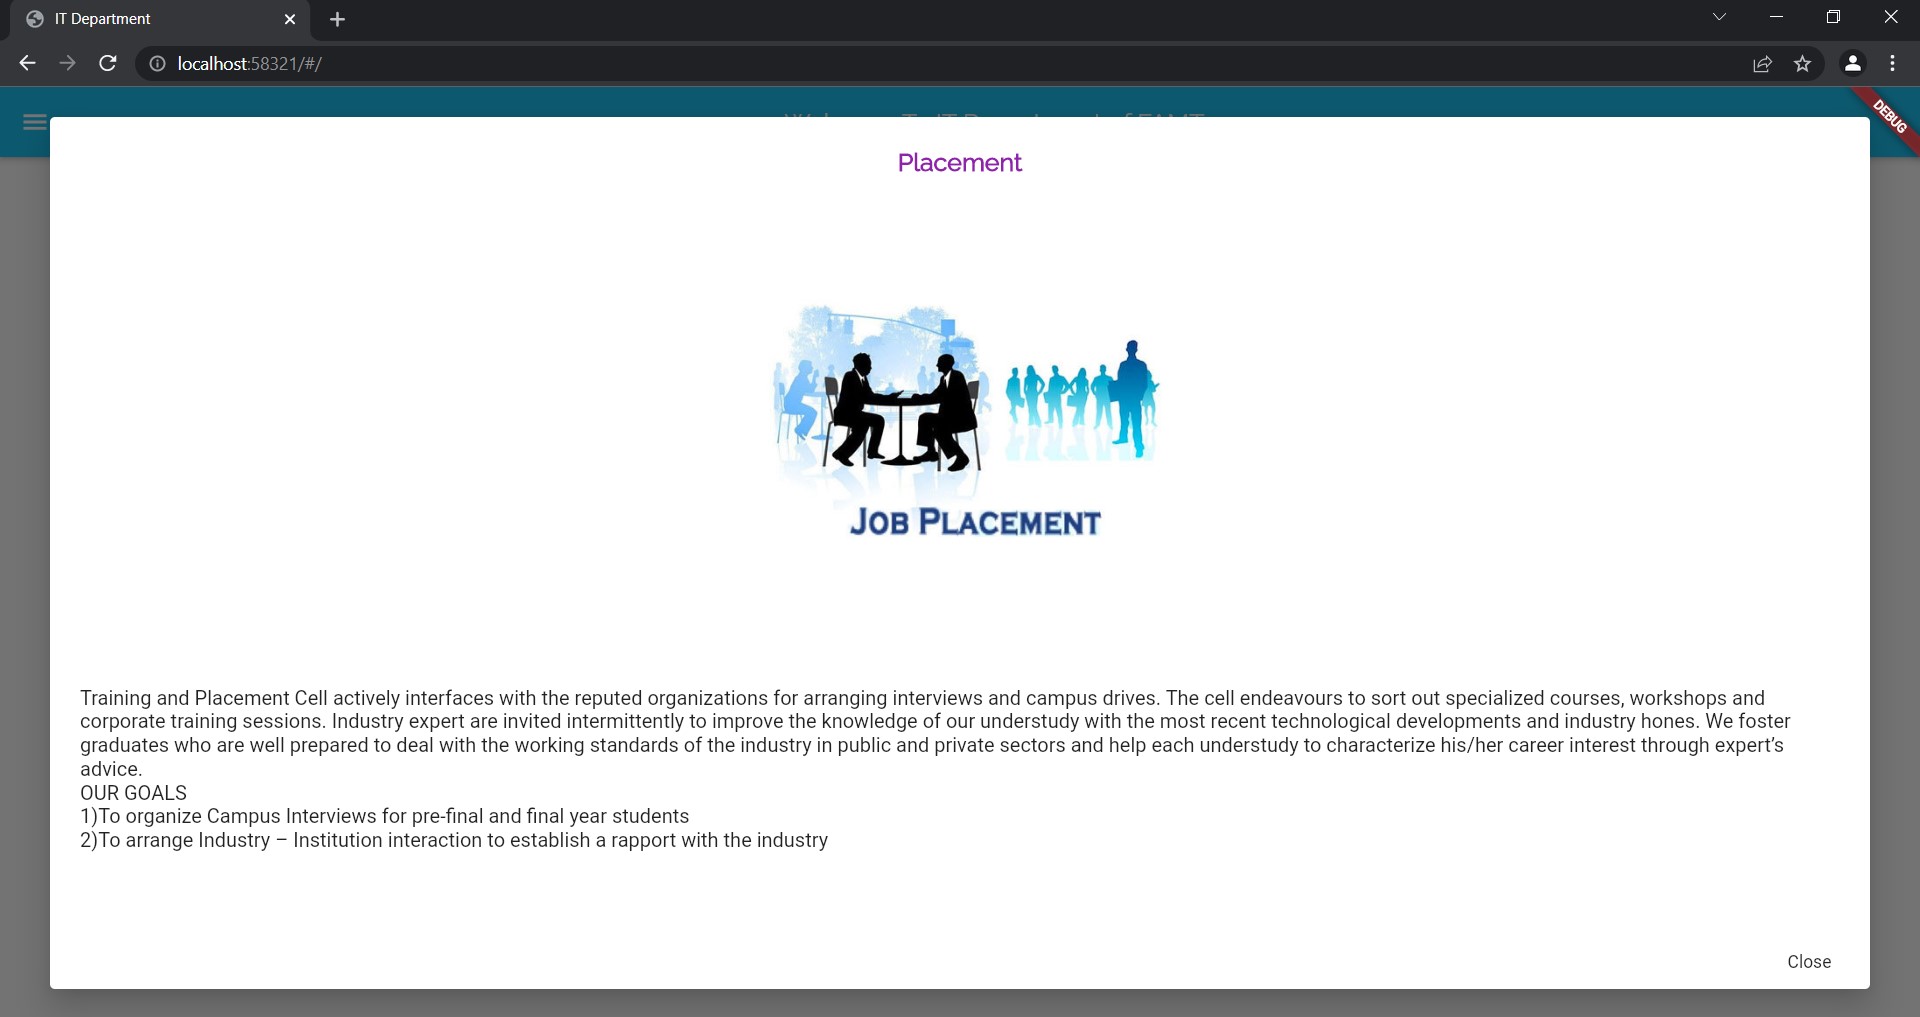 IT Department
localhost:58321/#/
DEBUG
Placement
JOB PLACEMENT
Training and Placement Cell actively interfaces with the reputed organizations for arranging interviews and campus drives. The cell endeavours to sort out specialized courses, workshops and
corporate training sessions. Industry expert are invited intermittently to improve the knowledge of our understudy with the most recent technological developments and industry hones. We foster
graduates who are well prepared to deal with the working standards of the industry in public and private sectors and help each understudy to characterize his/her career interest through expert’s
advice.
OUR GOALS
1)To organize Campus Interviews for pre-final and final year students
2)To arrange Industry – Institution interaction to establish a rapport with the industry
Close